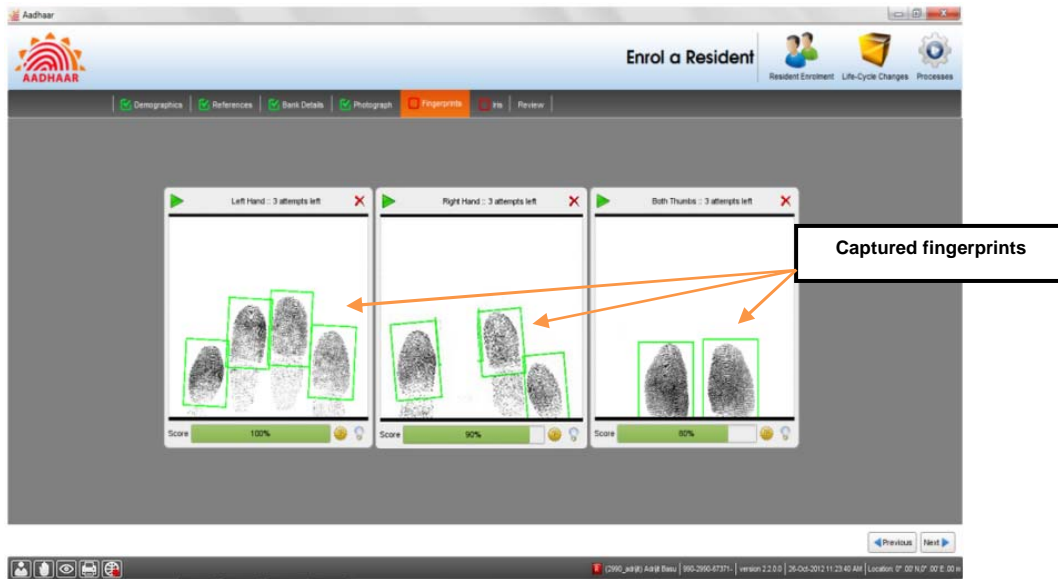 Aadhaar
AADHAAR
Enrol a Resident
Resident Enrolment
Life-Cycle Changes
Processes
Demographics
References
Bank Details
Photograph
Fingerprints
Iris
Review
Left Hand :: 3 attempts left
Right Hand :: 3 attempts left
Both Thumbs :: 3 attempts left
Captured fingerprints
Score 100%
Score 90%
Score 80%
Previous
Next
Adrijit Basu
version 2.2.0.0
26-Oct-2012 11:23:40 AM